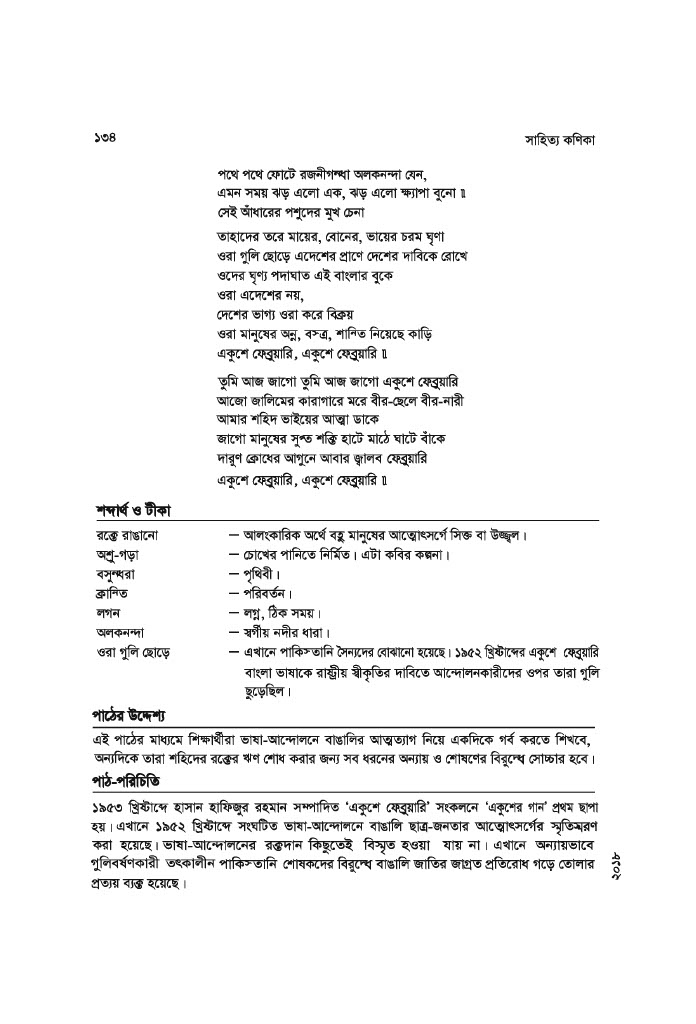 ১৩৪
সাহিত্য কণিকা
পথে পথে ফোটে রজনীগন্ধা অলকনন্দা যেন,
এমন সময় ঝড় এলো এক, ঝড় এলো ক্ষ্যাপা বুনো ॥
সেই আঁধারের পশুদের মুখ চেনা
তাহাদের তরে মায়ের, বোনের, ভায়ের চরম ঘৃণা
ওরা গুলি ছোড়ে এদেশের প্রাণে দেশের দাবিকে রোখে
ওদের ঘৃণ্য পদাঘাত এই বাংলার বুকে
ওরা এদেশের নয়,
দেশের ভাগ্য ওরা করে বিক্রয়
ওরা মানুষের অন্ন, বস্ত্র, শান্তি নিয়েছে কাড়ি
একুশে ফেব্রুয়ারি, একুশে ফেব্রুয়ারি ॥
তুমি আজ জাগো তুমি আজ জাগো একুশে ফেব্রুয়ারি
আজো জালিমের কারাগারে মরে বীর-ছেলে বীর-নারী
আমার শহিদ ভাইয়ের আত্মা ডাকে
জাগো মানুষের সুপ্ত শক্তি হাটে মাঠে ঘাটে বাঁকে
দারুণ ক্রোধের আগুনে আবার জ্বালব ফেব্রুয়ারি
একুশে ফেব্রুয়ারি, একুশে ফেব্রুয়ারি ॥
শব্দার্থ ও টীকা
রক্তে রাঙানো – আলংকারিক অর্থে বহু মানুষের আত্মোৎসর্গে সিক্ত বা উজ্জ্বল।
অশ্রু-গড়া – চোখের পানিতে নির্মিত। এটা কবির কল্পনা।
বসুন্ধরা – পৃথিবী।
ক্রান্তি – পরিবর্তন।
লগন – লগ্ন, ঠিক সময়।
অলকনন্দা – স্বর্গীয় নদীর ধারা।
ওরা গুলি ছোড়ে – এখানে পাকিস্তানি সৈন্যদের বোঝানো হয়েছে। ১৯৫২ খ্রিষ্টাব্দের একুশে ফেব্রুয়ারি
বাংলা ভাষাকে রাষ্ট্রীয় স্বীকৃতির দাবিতে আন্দোলনকারীদের ওপর তারা গুলি
ছুড়েছিল।
পাঠের উদ্দেশ্য
এই পাঠের মাধ্যমে শিক্ষার্থীরা ভাষা-আন্দোলনে বাঙালির আত্মত্যাগ নিয়ে একদিকে গর্ব করতে শিখবে,
অন্যদিকে তারা শহিদের রক্তের ঋণ শোধ করার জন্য সব ধরনের অন্যায় ও শোষণের বিরুদ্ধে সোচ্চার হবে।
পাঠ-পরিচিতি
১৯৫৩ খ্রিষ্টাব্দে হাসান হাফিজুর রহমান সম্পাদিত ‘একুশে ফেব্রুয়ারি’ সংকলনে ‘একুশের গান’ প্রথম ছাপা
হয়। এখানে ১৯৫২ খ্রিষ্টাব্দে সংঘটিত ভাষা-আন্দোলনে বাঙালি ছাত্র-জনতার আত্মোৎসর্গের স্মৃতিস্মরণ
করা হয়েছে। ভাষা-আন্দোলনের রক্তদান কিছুতেই বিস্মৃত হওয়া যায় না। এখানে অন্যায়ভাবে
গুলিবর্ষণকারী তৎকালীন পাকিস্তানি শোষকদের বিরুদ্ধে বাঙালি জাতির জাগ্রত প্রতিরোধ গড়ে তোলার
প্রত্যয় ব্যক্ত হয়েছে।
২০১৮